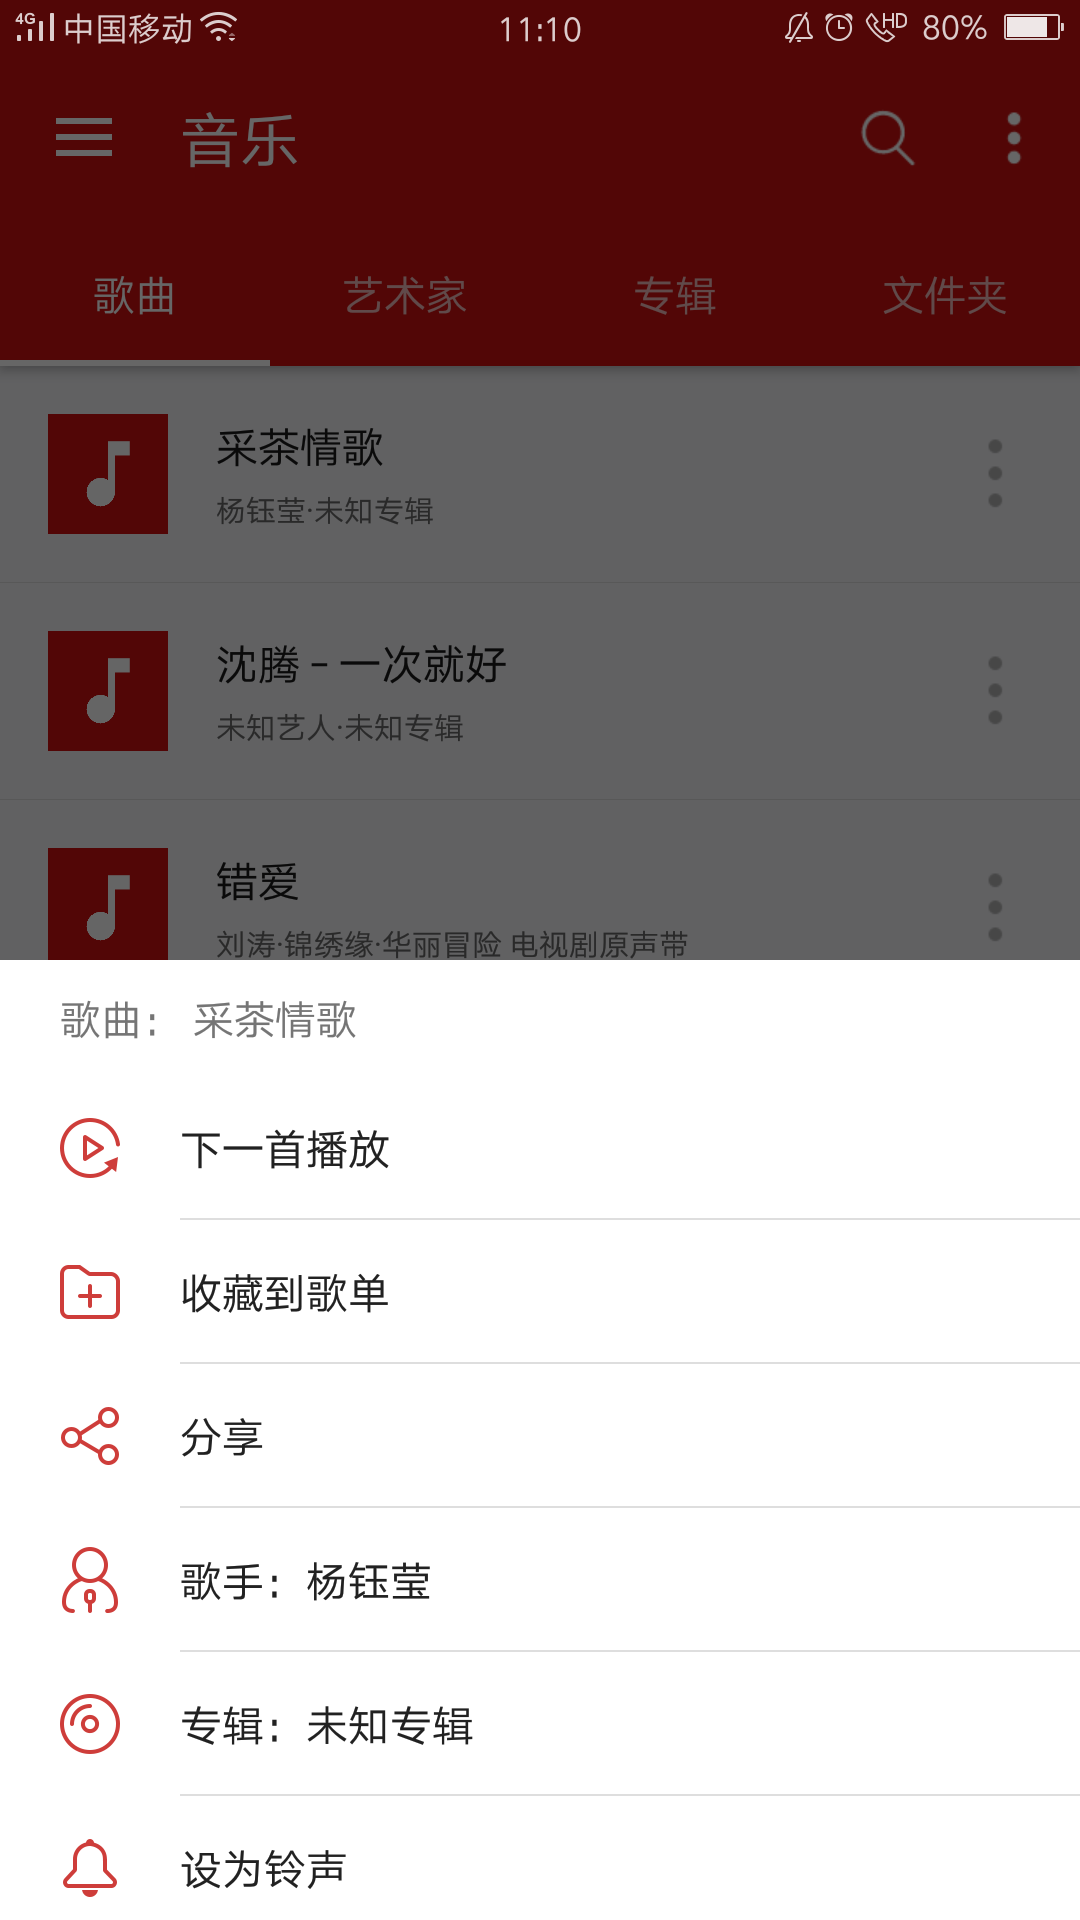 4G 中国移动 11:10 HD 80%
音乐
歌曲 艺术家 专辑 文件夹
采茶情歌
杨钰莹·未知专辑
沈腾 - 一次就好
未知艺人·未知专辑
错爱
刘涛·锦绣缘·华丽冒险 电视剧原声带
歌曲： 采茶情歌
下一首播放
收藏到歌单
分享
歌手：杨钰莹
专辑：未知专辑
设为铃声